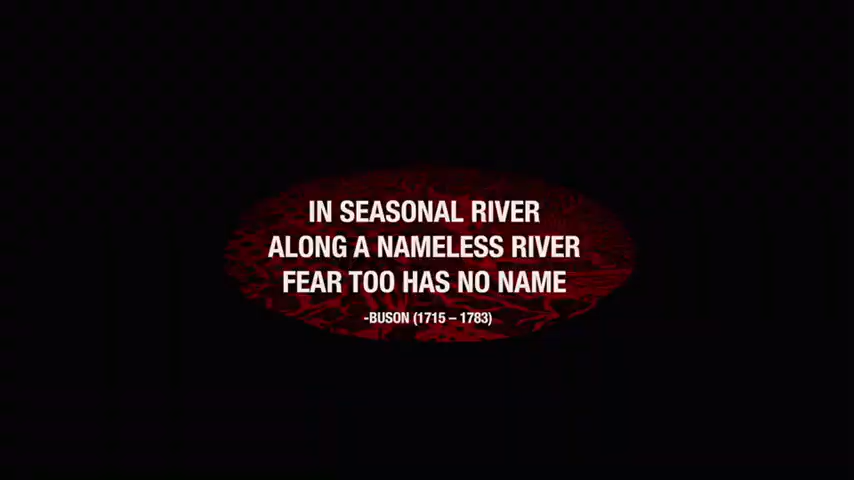 IN SEASONAL RIVER
ALONG A NAMELESS RIVER
FEAR TOO HAS NO NAME
-BUSON (1715 – 1783)